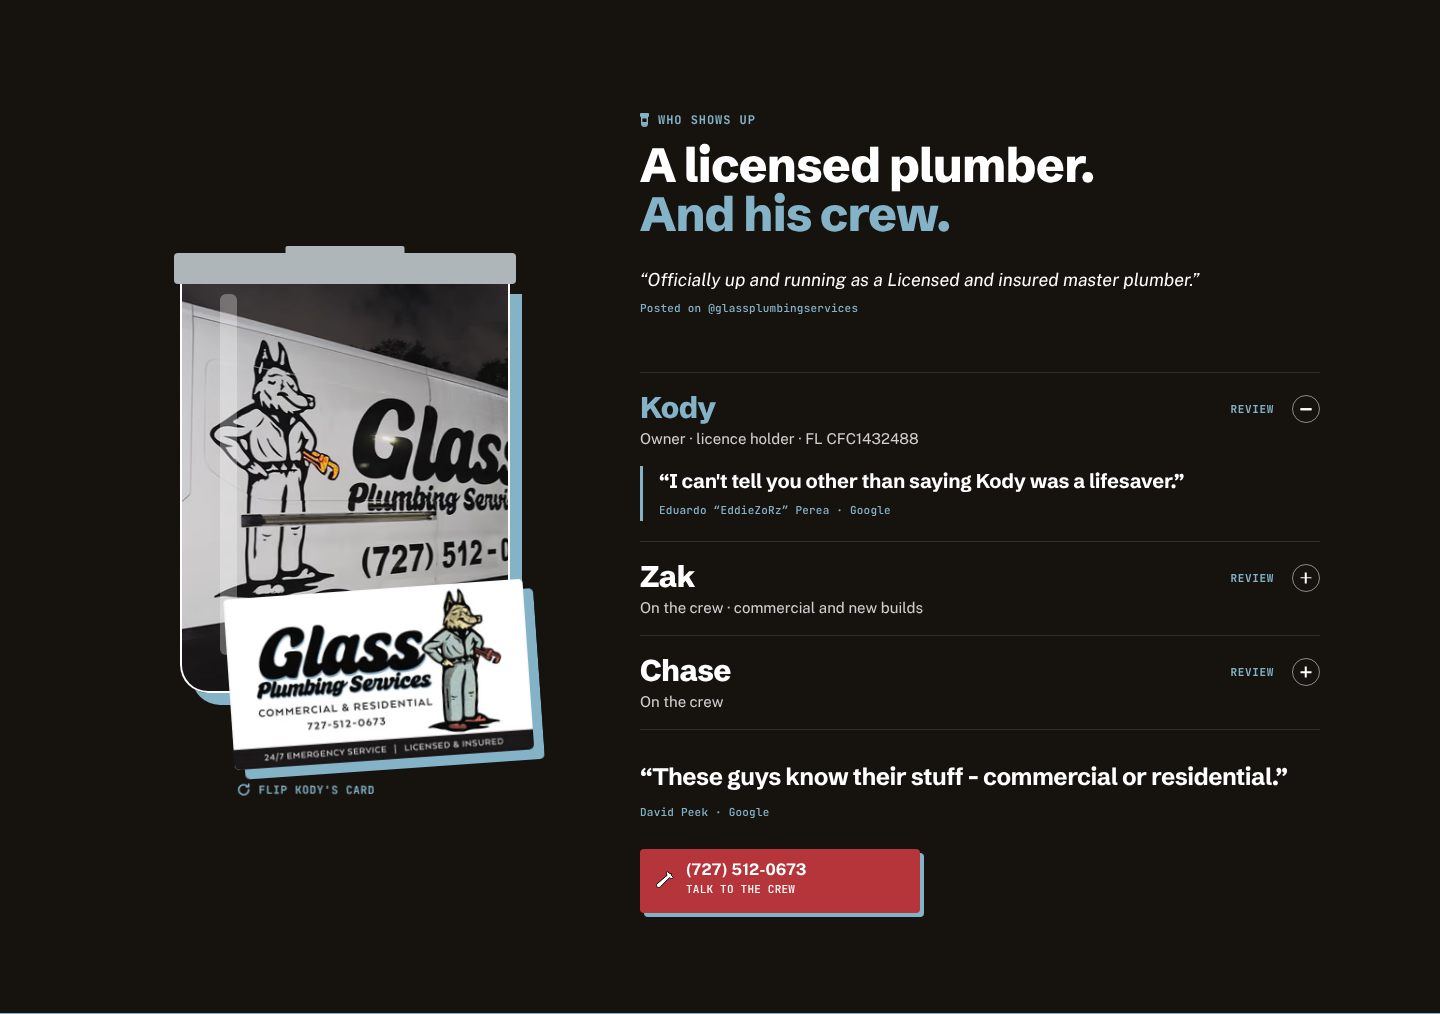 WHO SHOWS UP
A licensed plumber.
And his crew.
“Officially up and running as a Licensed and insured master plumber.”
Posted on @glassplumbingservices
Kody
REVIEW
Owner · licence holder · FL CFC1432488
“I can't tell you other than saying Kody was a lifesaver.”
Eduardo “EddieZoRz” Perea · Google
Zak
REVIEW
On the crew · commercial and new builds
Chase
REVIEW
On the crew
“These guys know their stuff - commercial or residential.”
David Peek · Google
(727) 512-0673
TALK TO THE CREW
Glass
Plumbing Servi
(727) 512-0
Glass
Plumbing Services
COMMERCIAL & RESIDENTIAL
727-512-0673
24/7 EMERGENCY SERVICE | LICENSED & INSURED
FLIP KODY'S CARD